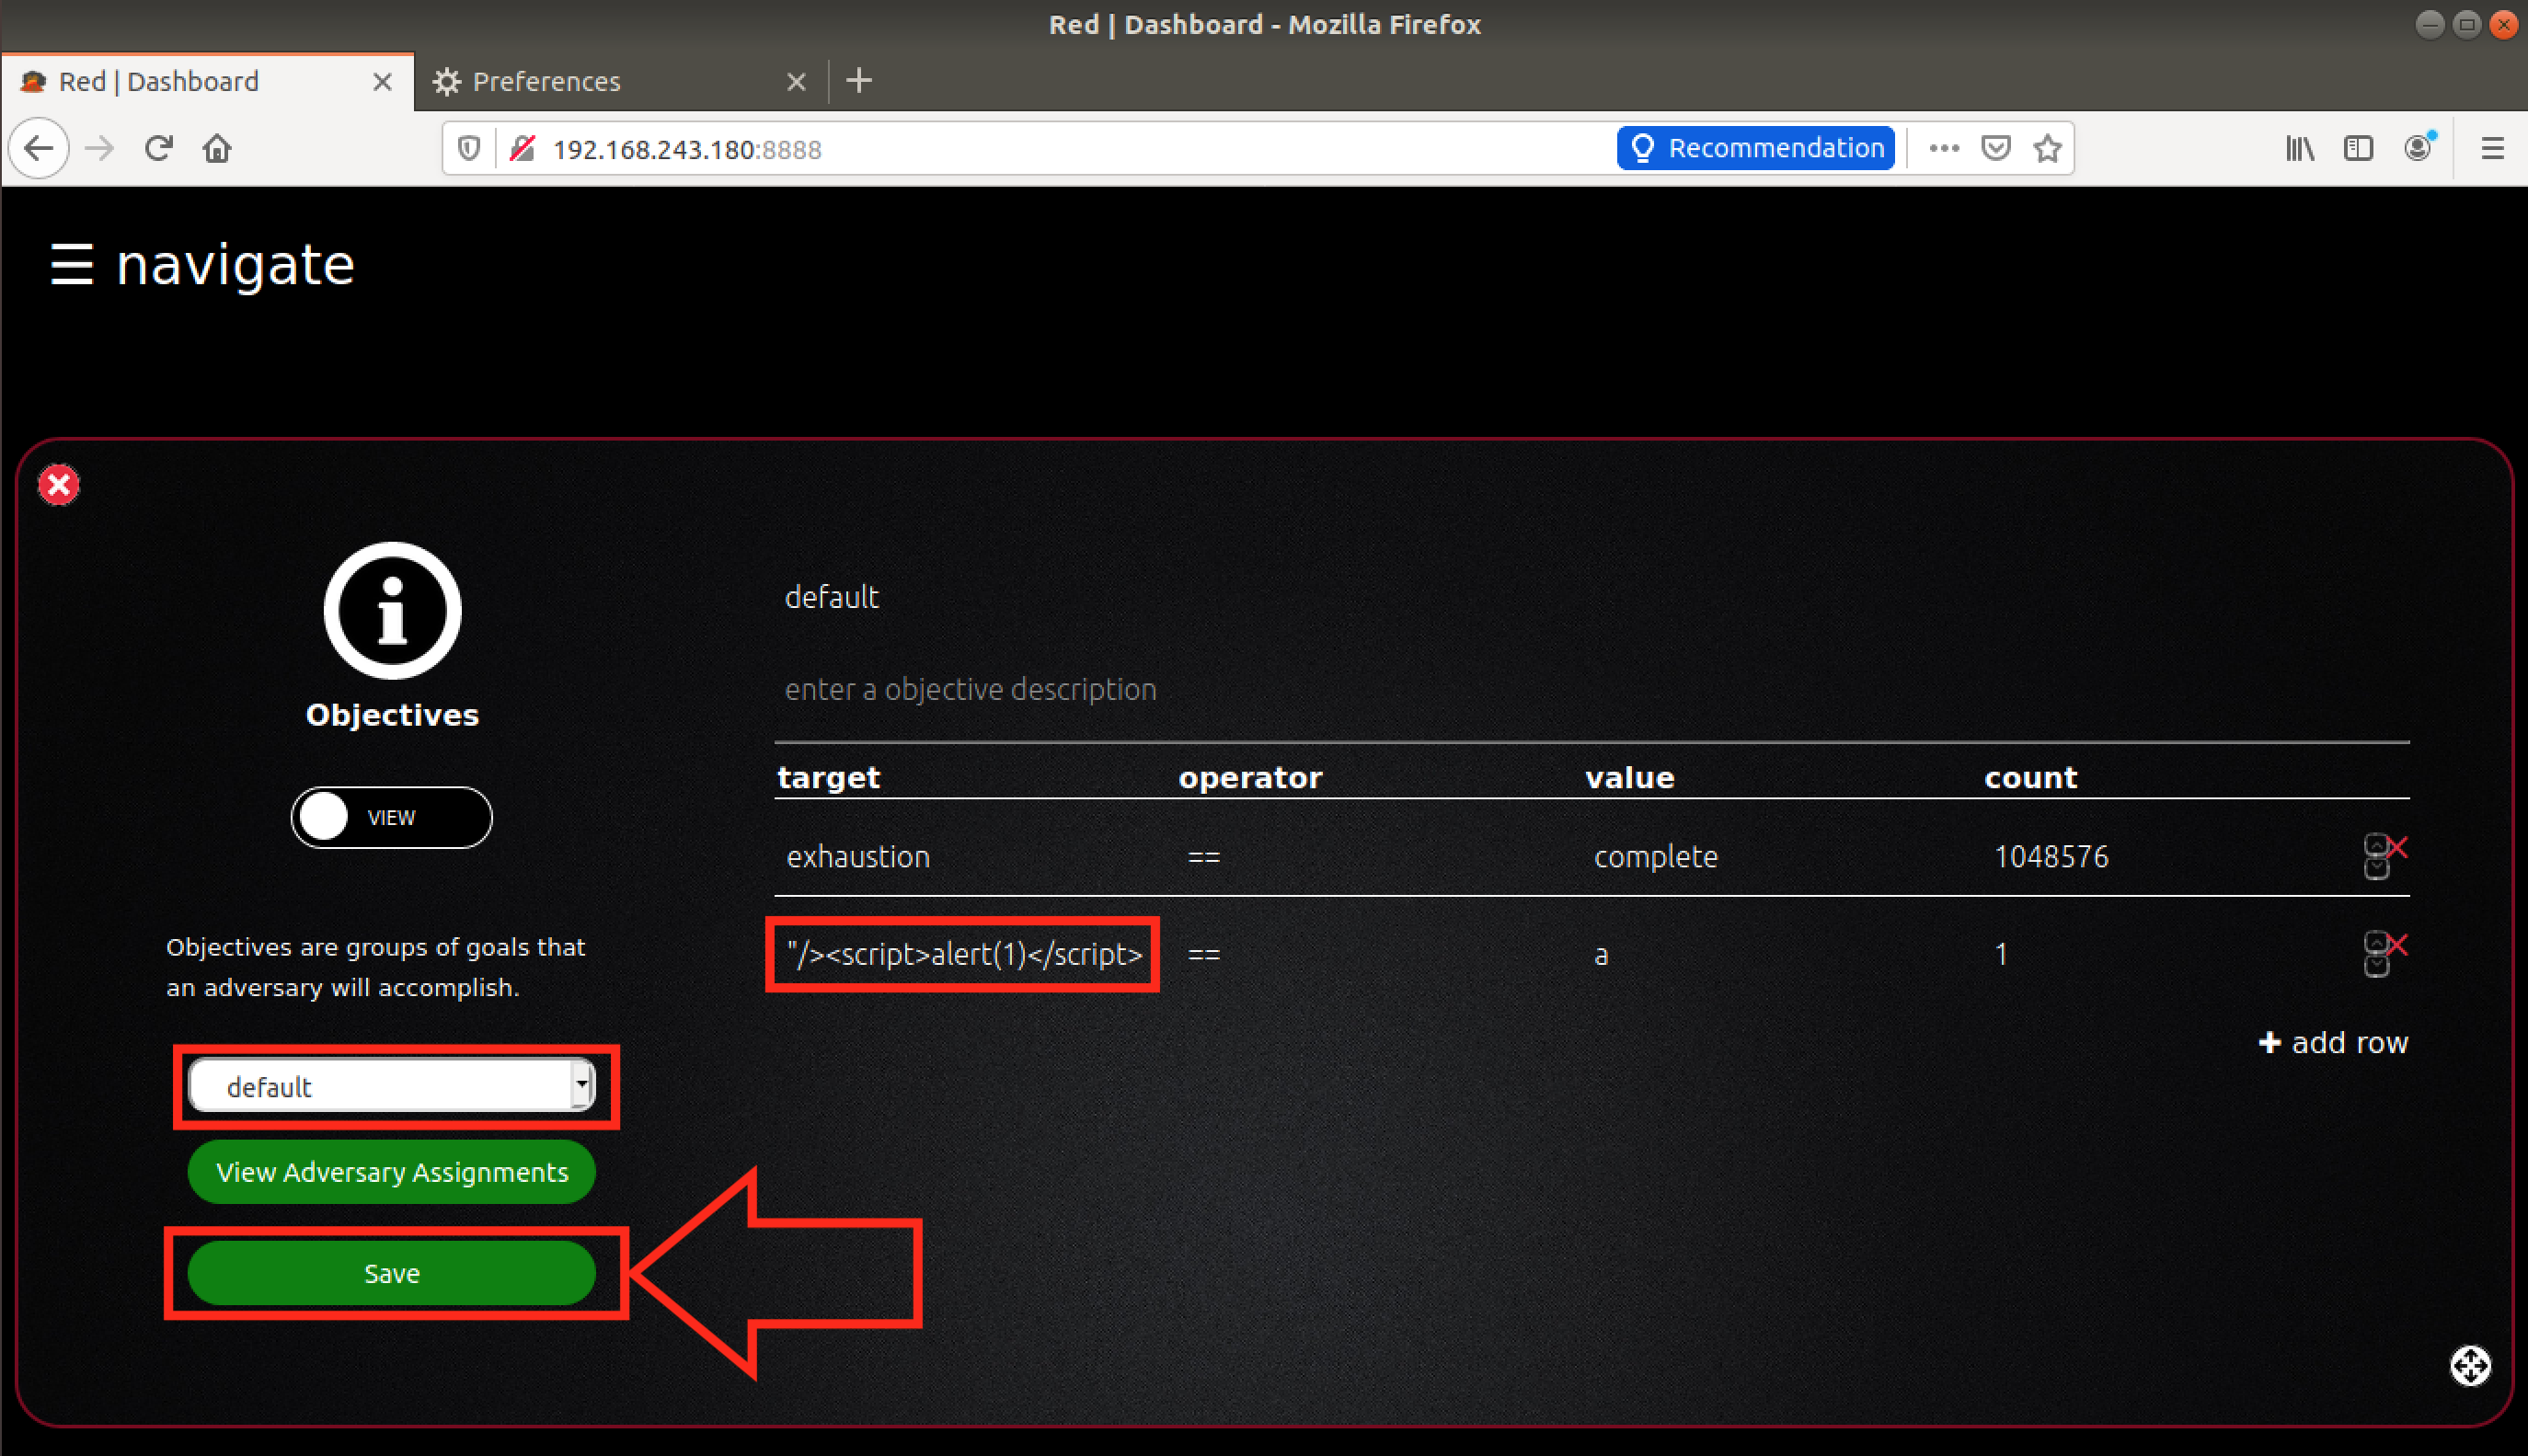 Red | Dashboard - Mozilla Firefox
Red | Dashboard
Preferences
192.168.243.180:8888
Recommendation
☰ navigate
Objectives
VIEW
Objectives are groups of goals that
an adversary will accomplish.
default
View Adversary Assignments
Save
default
enter a objective description
target operator value count
exhaustion == complete 1048576
"/><script>alert(1)</script> == a 1
+ add row